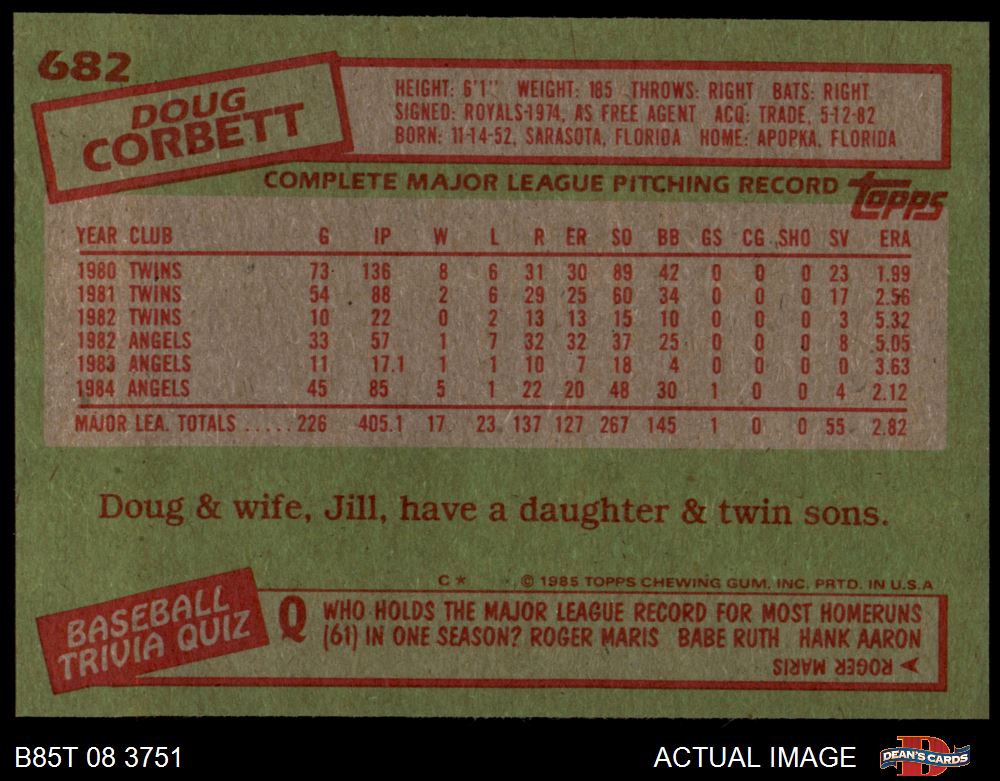 682
DOUG
CORBETT
HEIGHT: 6'1" WEIGHT: 185 THROWS: RIGHT BATS: RIGHT
SIGNED: ROYALS-1974, AS FREE AGENT ACQ: TRADE, 5-12-82
BORN: 11-14-52, SARASOTA, FLORIDA HOME: APOPKA, FLORIDA
COMPLETE MAJOR LEAGUE PITCHING RECORD topps
YEAR CLUB G IP W L R ER SO BB GS CG SHO SV ERA
1980 TWINS 73 136 8 6 31 30 89 42 0 0 0 23 1.99
1981 TWINS 54 88 2 6 29 25 60 34 0 0 0 17 2.56
1982 TWINS 10 22 0 2 13 13 15 10 0 0 0 3 5.32
1982 ANGELS 33 57 1 7 32 32 37 25 0 0 0 8 5.05
1983 ANGELS 11 17.1 1 1 10 7 18 4 0 0 0 0 3.63
1984 ANGELS 45 85 5 1 22 20 48 30 1 0 0 4 2.12
MAJOR LEA. TOTALS ..... 226 405.1 17 23 137 127 267 145 1 0 0 55 2.82
Doug & wife, Jill, have a daughter & twin sons.
C* © 1985 TOPPS CHEWING GUM, INC. PRTD. IN U.S.A
BASEBALL
TRIVIA QUIZ
Q WHO HOLDS THE MAJOR LEAGUE RECORD FOR MOST HOMERUNS
(61) IN ONE SEASON? ROGER MARIS BABE RUTH HANK AARON
ROGER MARIS
B85T 08 3751 ACTUAL IMAGE DEAN'S CARDS